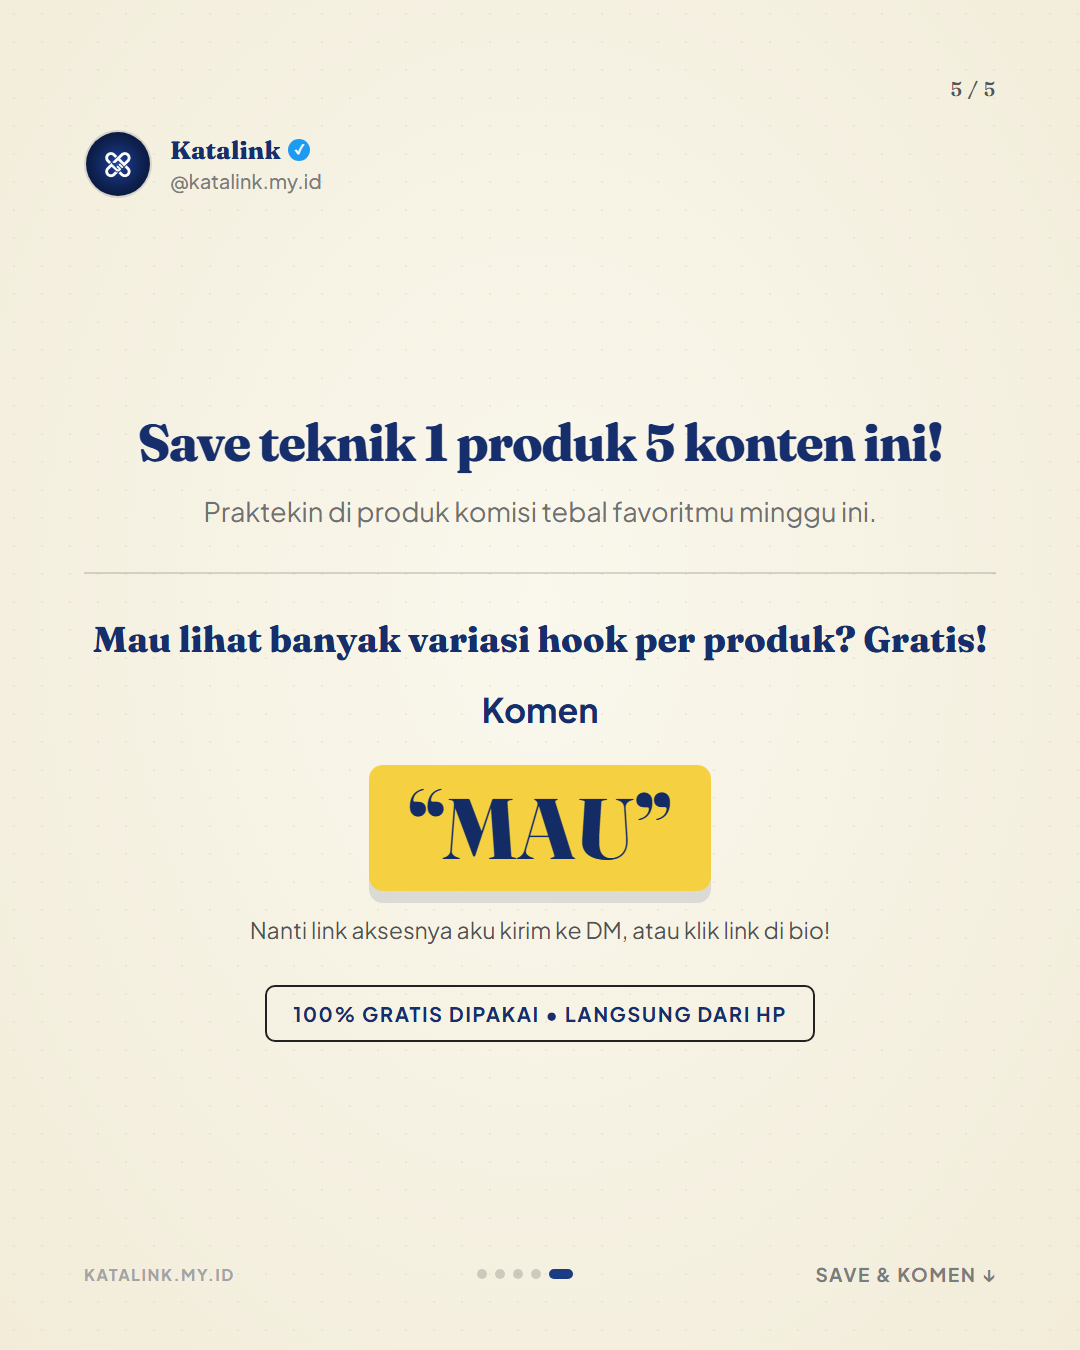 5 / 5
Katalink
@katalink.my.id
Save teknik 1 produk 5 konten ini!
Praktekin di produk komisi tebal favoritmu minggu ini.
Mau lihat banyak variasi hook per produk? Gratis!
Komen
“MAU”
Nanti link aksesnya aku kirim ke DM, atau klik link di bio!
100% GRATIS DIPAKAI • LANGSUNG DARI HP
KATALINK.MY.ID
SAVE & KOMEN ↓